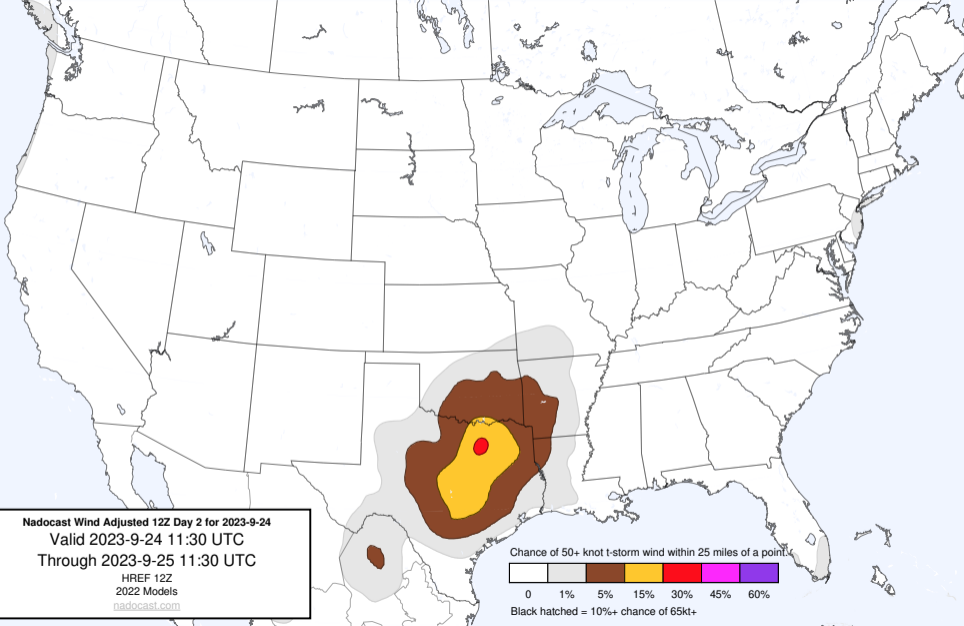 Nadocast Wind Adjusted 12Z Day 2 for 2023-9-24
Valid 2023-9-24 11:30 UTC
Through 2023-9-25 11:30 UTC
HREF 12Z
2022 Models
nadocast.com
Chance of 50+ knot t-storm wind within 25 miles of a point.
0 1% 5% 15% 30% 45% 60%
Black hatched = 10%+ chance of 65kt+